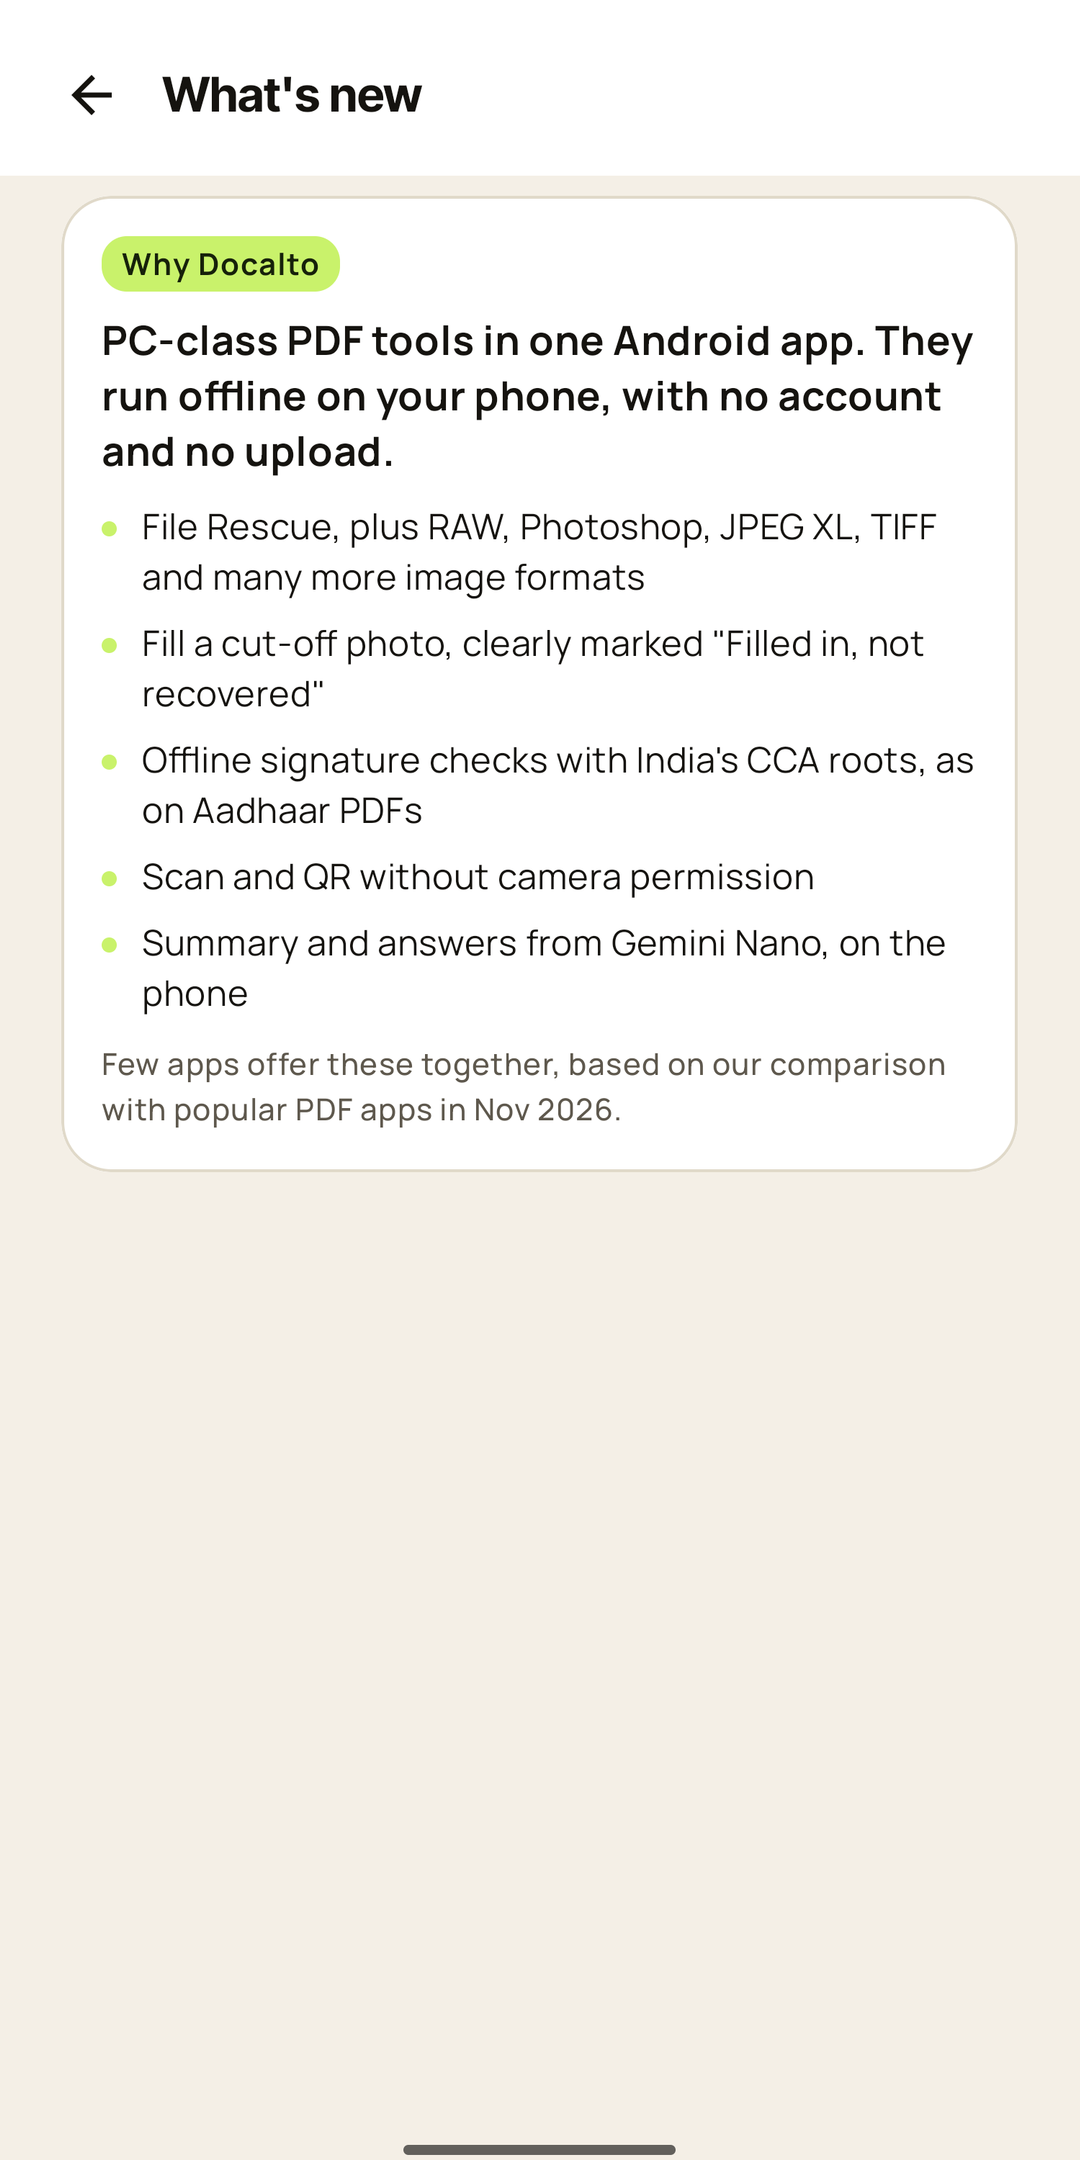 What's new
Why Docalto
PC-class PDF tools in one Android app. They
run offline on your phone, with no account
and no upload.
File Rescue, plus RAW, Photoshop, JPEG XL, TIFF
and many more image formats
Fill a cut-off photo, clearly marked "Filled in, not
recovered"
Offline signature checks with India's CCA roots, as
on Aadhaar PDFs
Scan and QR without camera permission
Summary and answers from Gemini Nano, on the
phone
Few apps offer these together, based on our comparison
with popular PDF apps in Nov 2026.